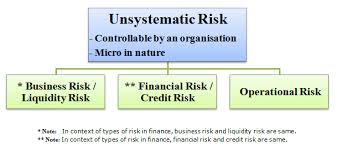 Unsystematic Risk
- Controllable by an organisation
- Micro in nature
* Business Risk /
Liquidity Risk
** Financial Risk /
Credit Risk
Operational Risk
* Note: In context of types of risk in finance, business risk and liquidity risk are same.
** Note: In context of types of risk in finance, financial risk and credit risk are same.